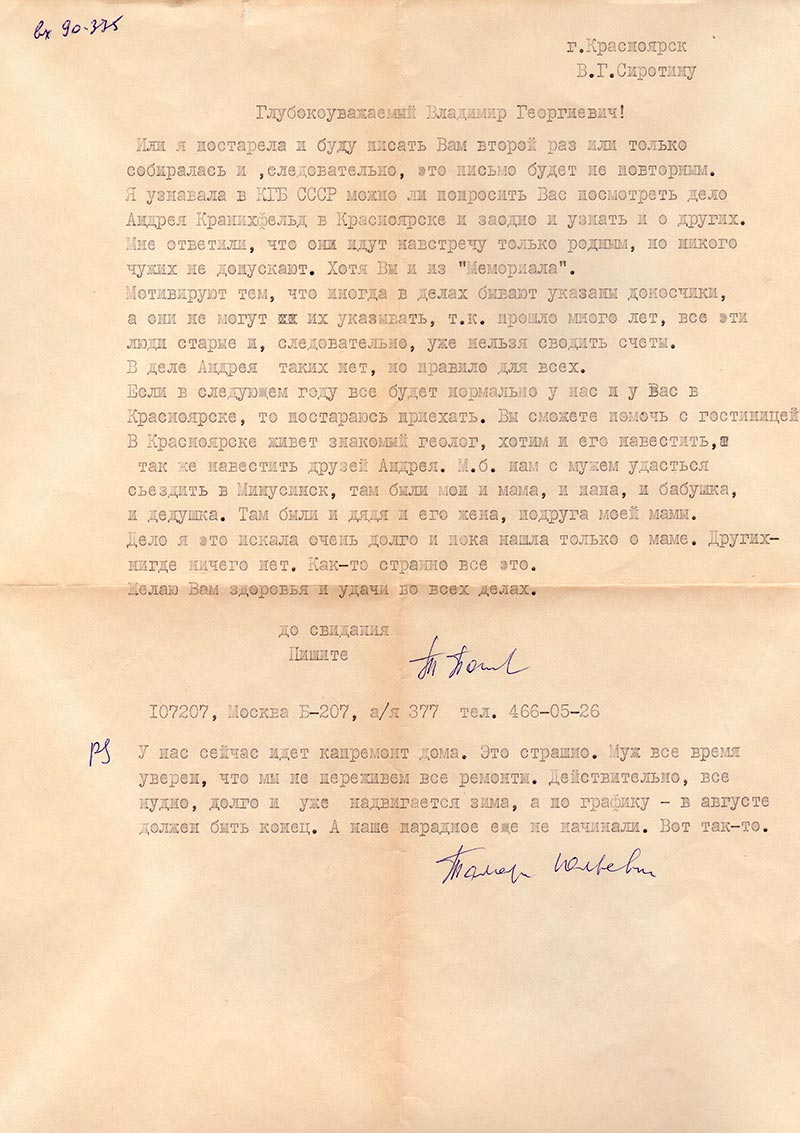 вх 90-335
г.Красноярск
В.Г.Сиротину
Глубокоуважаемый Владимир Георгиевич!
Или я постарела и буду писать Вам второй раз или только
собиралась и ,следовательно, это письмо будет не повторным.
Я узнавала в КГБ СССР можно ли попросить Вас посмотреть дело
Андрея Кранихфельд в Красноярске и заодно и узнать и о других.
Мне ответили, что они идут навстречу только родным, но никого
чужих не допускают. Хотя Вы и из "Мемориала".
Мотивируют тем, что иногда в делах бывают указаны доносчики,
а они не могут их указывать, т.к. прошло много лет, все эти
люди старые и, следовательно, уже нельзя сводить счеты.
В деле Андрея таких нет, но правило для всех.
Если в следующем году все будет нормально у нас и у Вас в
Красноярске, то постараюсь приехать. Вы сможете помочь с гостиницей
В Красноярске живет знакомый геолог, хотим и его навестить,
так же навестить друзей Андрея. М.б. нам с мужем удасться
сьездить в Минусинск, там были мои и мама, и папа, и бабушка,
и дедушка. Там были и дядя и его жена, подруга моей мамы.
Дело я это искала очень долго и пока нашла только о маме. Других-
нигде ничего нет. Как-то странно все это.
Желаю Вам здоровья и удачи во всех делах.
до свидания
Пишите
107207, Москва Б-207, а/я 377 тел. 466-05-26
PS У нас сейчас идет капремонт дома. Это страшно. Муж все время
уверен, что мы не переживем все ремонты. Действительно, все
нудно, долго и уже надвигается зима, а по графику - в августе
должен быть конец. А наше парадное еще не начинали. Вот так-то.
Тамара